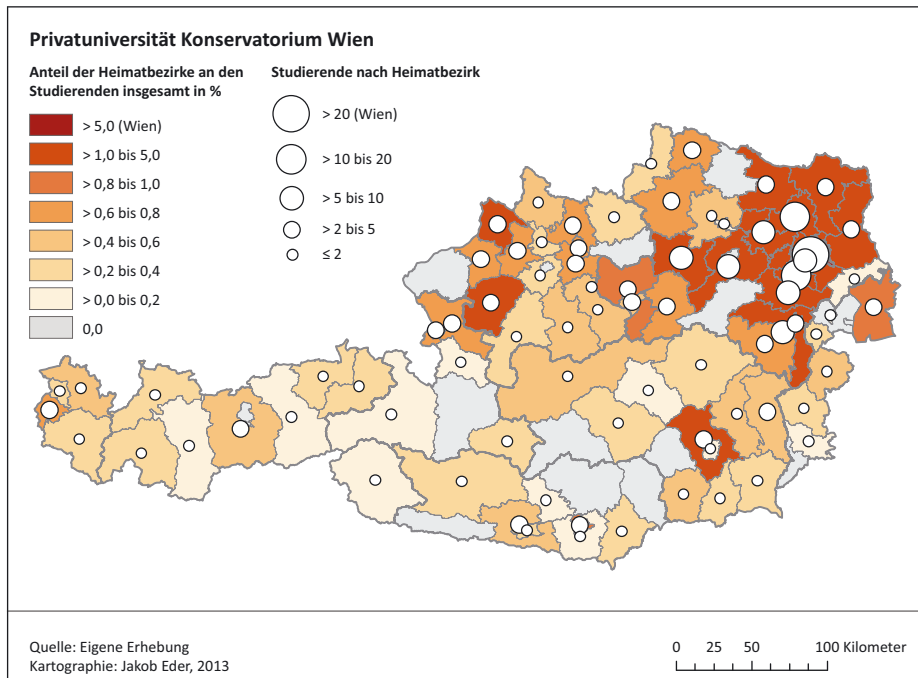 Privatuniversität Konservatorium Wien
Anteil der Heimatbezirke an den
Studierenden insgesamt in %
> 5,0 (Wien)
> 1,0 bis 5,0
> 0,8 bis 1,0
> 0,6 bis 0,8
> 0,4 bis 0,6
> 0,2 bis 0,4
> 0,0 bis 0,2
0,0
Studierende nach Heimatbezirk
> 20 (Wien)
> 10 bis 20
> 5 bis 10
> 2 bis 5
≤ 2
Quelle: Eigene Erhebung
Kartographie: Jakob Eder, 2013
0 25 50 100 Kilometer